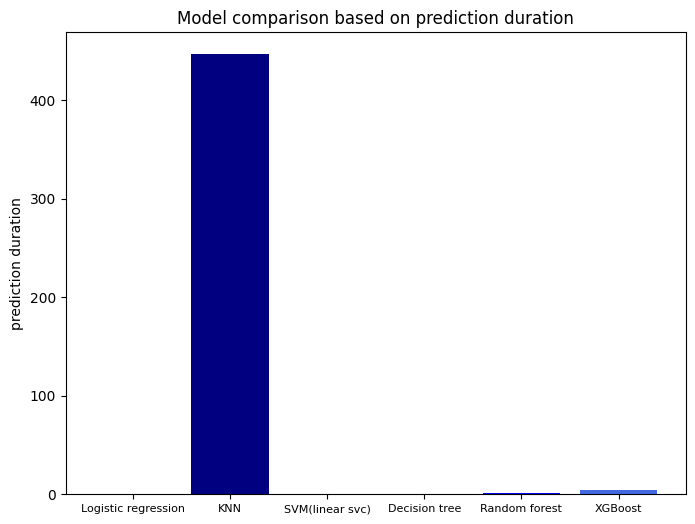 Model comparison based on prediction duration
prediction duration
400
300
200
100
0
Logistic regression KNN SVM(linear svc) Decision tree Random forest XGBoost